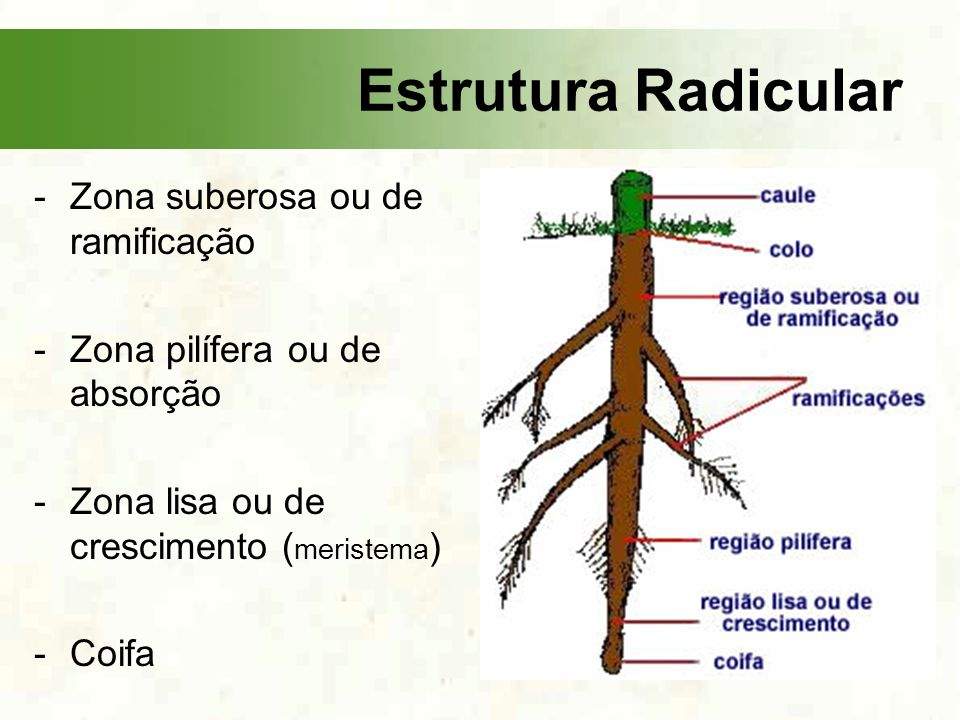 Estrutura Radicular
- Zona suberosa ou de
ramificação
- Zona pilífera ou de
absorção
- Zona lisa ou de
crescimento (meristema)
- Coifa
caule
colo
região suberosa ou
de ramificação
ramificações
região pilífera
região lisa ou de
crescimento
coifa